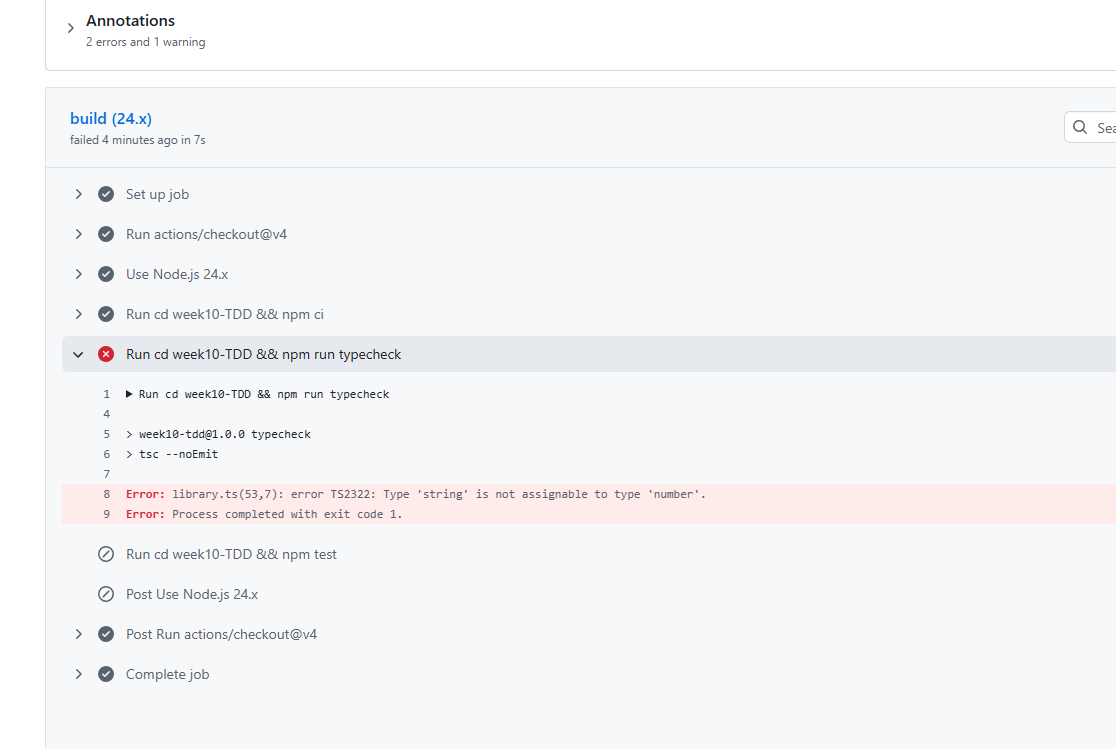 Annotations
2 errors and 1 warning
build (24.x)
failed 4 minutes ago in 7s
Sea
Set up job
Run actions/checkout@v4
Use Node.js 24.x
Run cd week10-TDD && npm ci
Run cd week10-TDD && npm run typecheck
1 ▶ Run cd week10-TDD && npm run typecheck
4
5 > week10-tdd@1.0.0 typecheck
6 > tsc --noEmit
7
8 Error: library.ts(53,7): error TS2322: Type 'string' is not assignable to type 'number'.
9 Error: Process completed with exit code 1.
Run cd week10-TDD && npm test
Post Use Node.js 24.x
Post Run actions/checkout@v4
Complete job